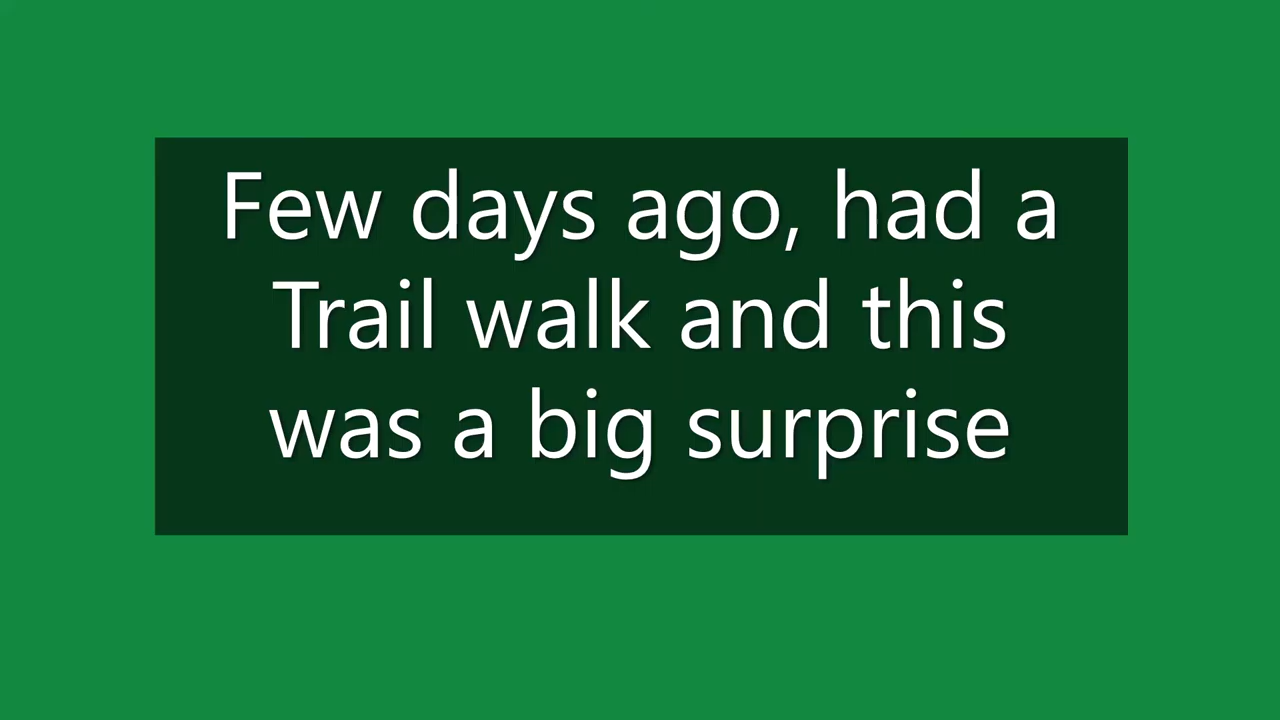 Few days ago, had a
Trail walk and this
was a big surprise